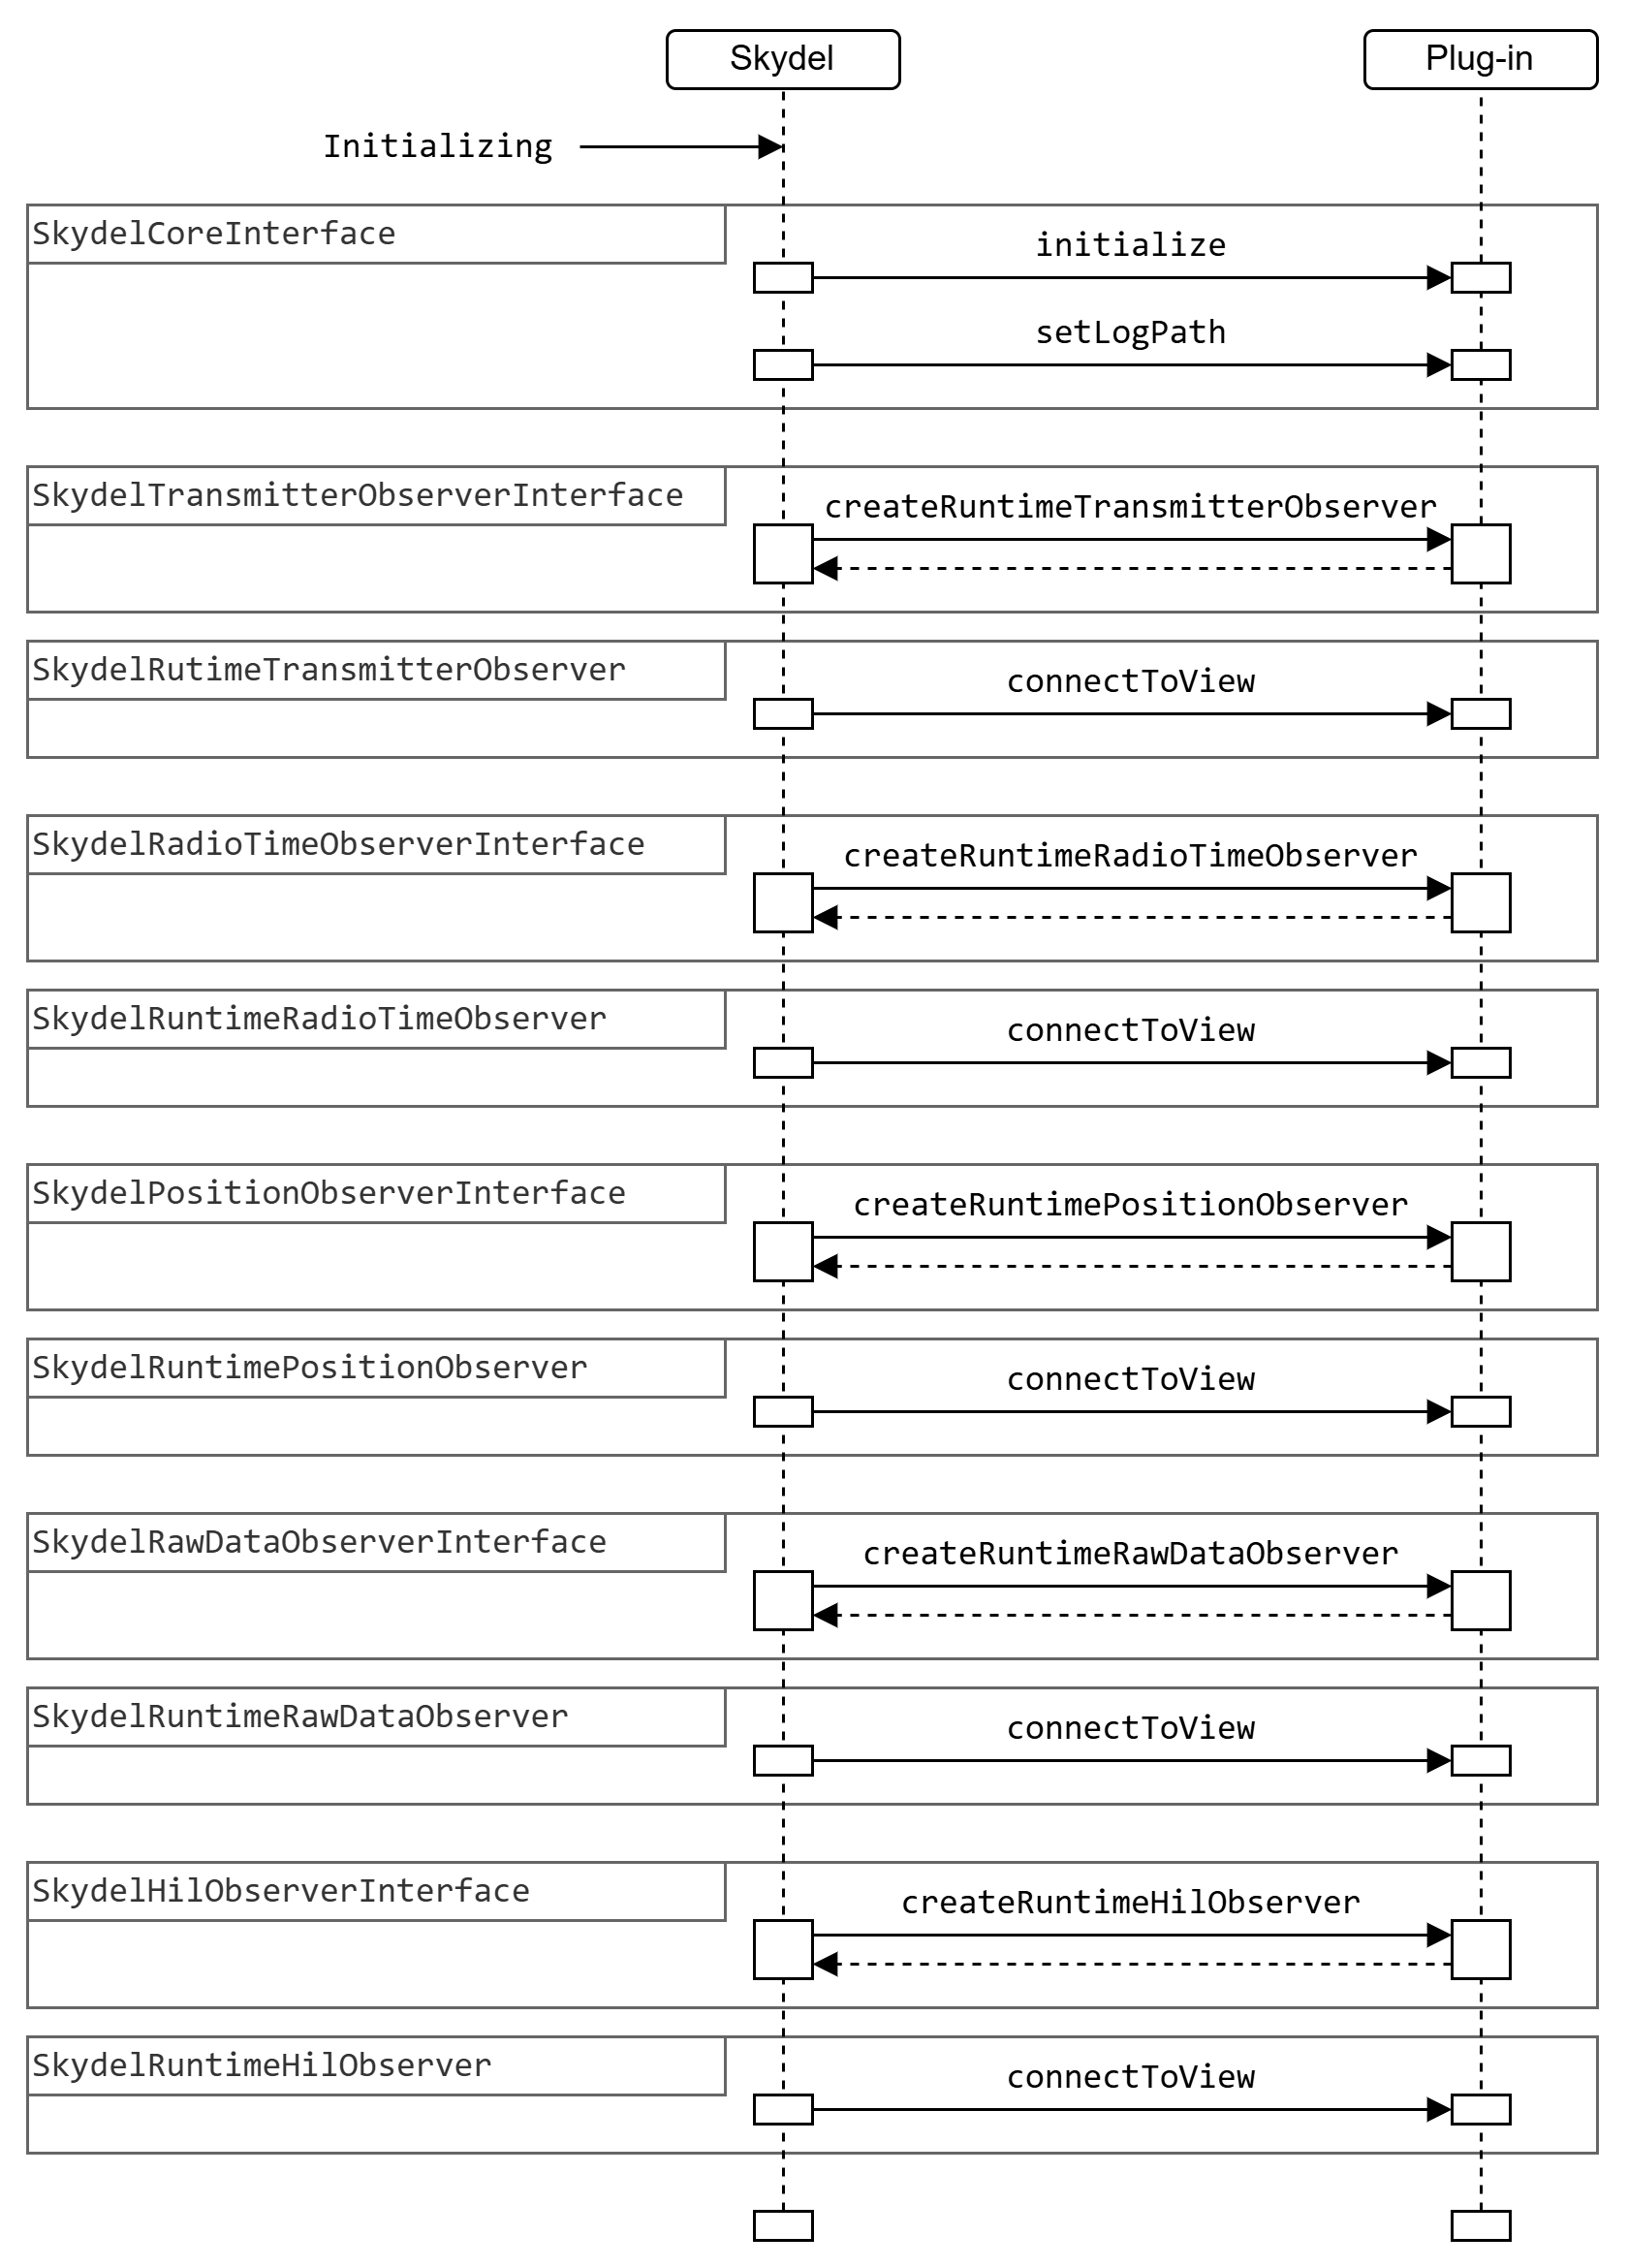 Skydel
Plug-in
Initializing
SkydelCoreInterface
initialize
setLogPath
SkydelTransmitterObserverInterface
createRuntimeTransmitterObserver
SkydelRutimeTransmitterObserver
connectToView
SkydelRadioTimeObserverInterface
createRuntimeRadioTimeObserver
SkydelRuntimeRadioTimeObserver
connectToView
SkydelPositionObserverInterface
createRuntimePositionObserver
SkydelRuntimePositionObserver
connectToView
SkydelRawDataObserverInterface
createRuntimeRawDataObserver
SkydelRuntimeRawDataObserver
connectToView
SkydelHilObserverInterface
createRuntimeHilObserver
SkydelRuntimeHilObserver
connectToView